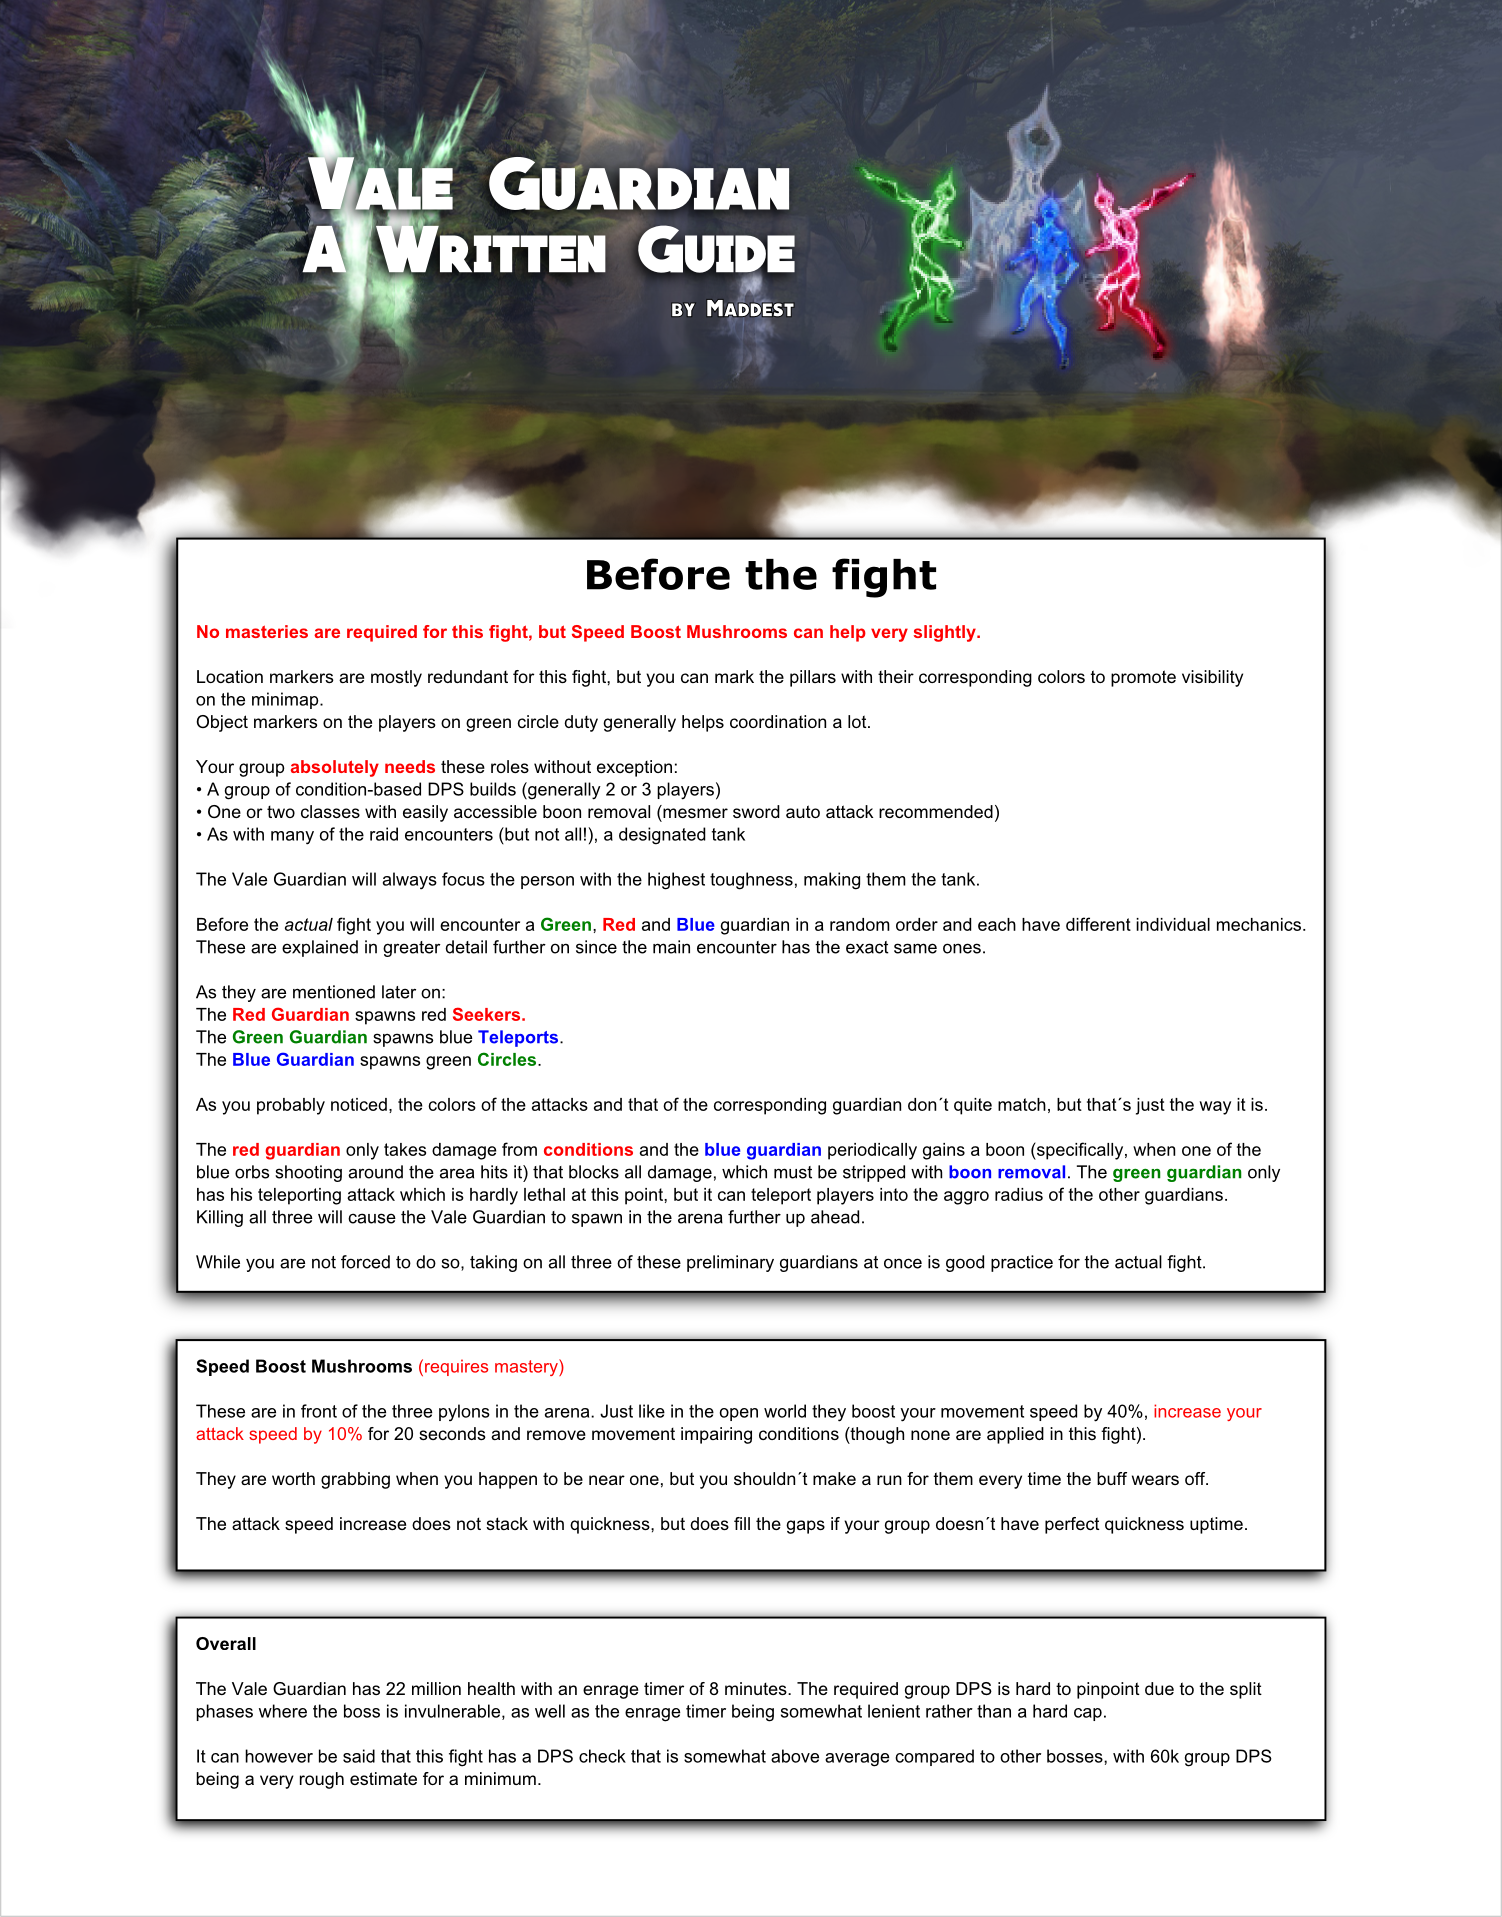 Vale Guardian
A Written Guide
by Maddest
Before the fight
No masteries are required for this fight, but Speed Boost Mushrooms can help very slightly.
Location markers are mostly redundant for this fight, but you can mark the pillars with their corresponding colors to promote visibility
on the minimap.
Object markers on the players on green circle duty generally helps coordination a lot.
Your group absolutely needs these roles without exception:
• A group of condition-based DPS builds (generally 2 or 3 players)
• One or two classes with easily accessible boon removal (mesmer sword auto attack recommended)
• As with many of the raid encounters (but not all!), a designated tank
The Vale Guardian will always focus the person with the highest toughness, making them the tank.
Before the actual fight you will encounter a Green, Red and Blue guardian in a random order and each have different individual mechanics.
These are explained in greater detail further on since the main encounter has the exact same ones.
As they are mentioned later on:
The Red Guardian spawns red Seekers.
The Green Guardian spawns blue Teleports.
The Blue Guardian spawns green Circles.
As you probably noticed, the colors of the attacks and that of the corresponding guardian don´t quite match, but that´s just the way it is.
The red guardian only takes damage from conditions and the blue guardian periodically gains a boon (specifically, when one of the
blue orbs shooting around the area hits it) that blocks all damage, which must be stripped with boon removal. The green guardian only
has his teleporting attack which is hardly lethal at this point, but it can teleport players into the aggro radius of the other guardians.
Killing all three will cause the Vale Guardian to spawn in the arena further up ahead.
While you are not forced to do so, taking on all three of these preliminary guardians at once is good practice for the actual fight.
Speed Boost Mushrooms (requires mastery)
These are in front of the three pylons in the arena. Just like in the open world they boost your movement speed by 40%, increase your
attack speed by 10% for 20 seconds and remove movement impairing conditions (though none are applied in this fight).
They are worth grabbing when you happen to be near one, but you shouldn´t make a run for them every time the buff wears off.
The attack speed increase does not stack with quickness, but does fill the gaps if your group doesn´t have perfect quickness uptime.
Overall
The Vale Guardian has 22 million health with an enrage timer of 8 minutes. The required group DPS is hard to pinpoint due to the split
phases where the boss is invulnerable, as well as the enrage timer being somewhat lenient rather than a hard cap.
It can however be said that this fight has a DPS check that is somewhat above average compared to other bosses, with 60k group DPS
being a very rough estimate for a minimum.